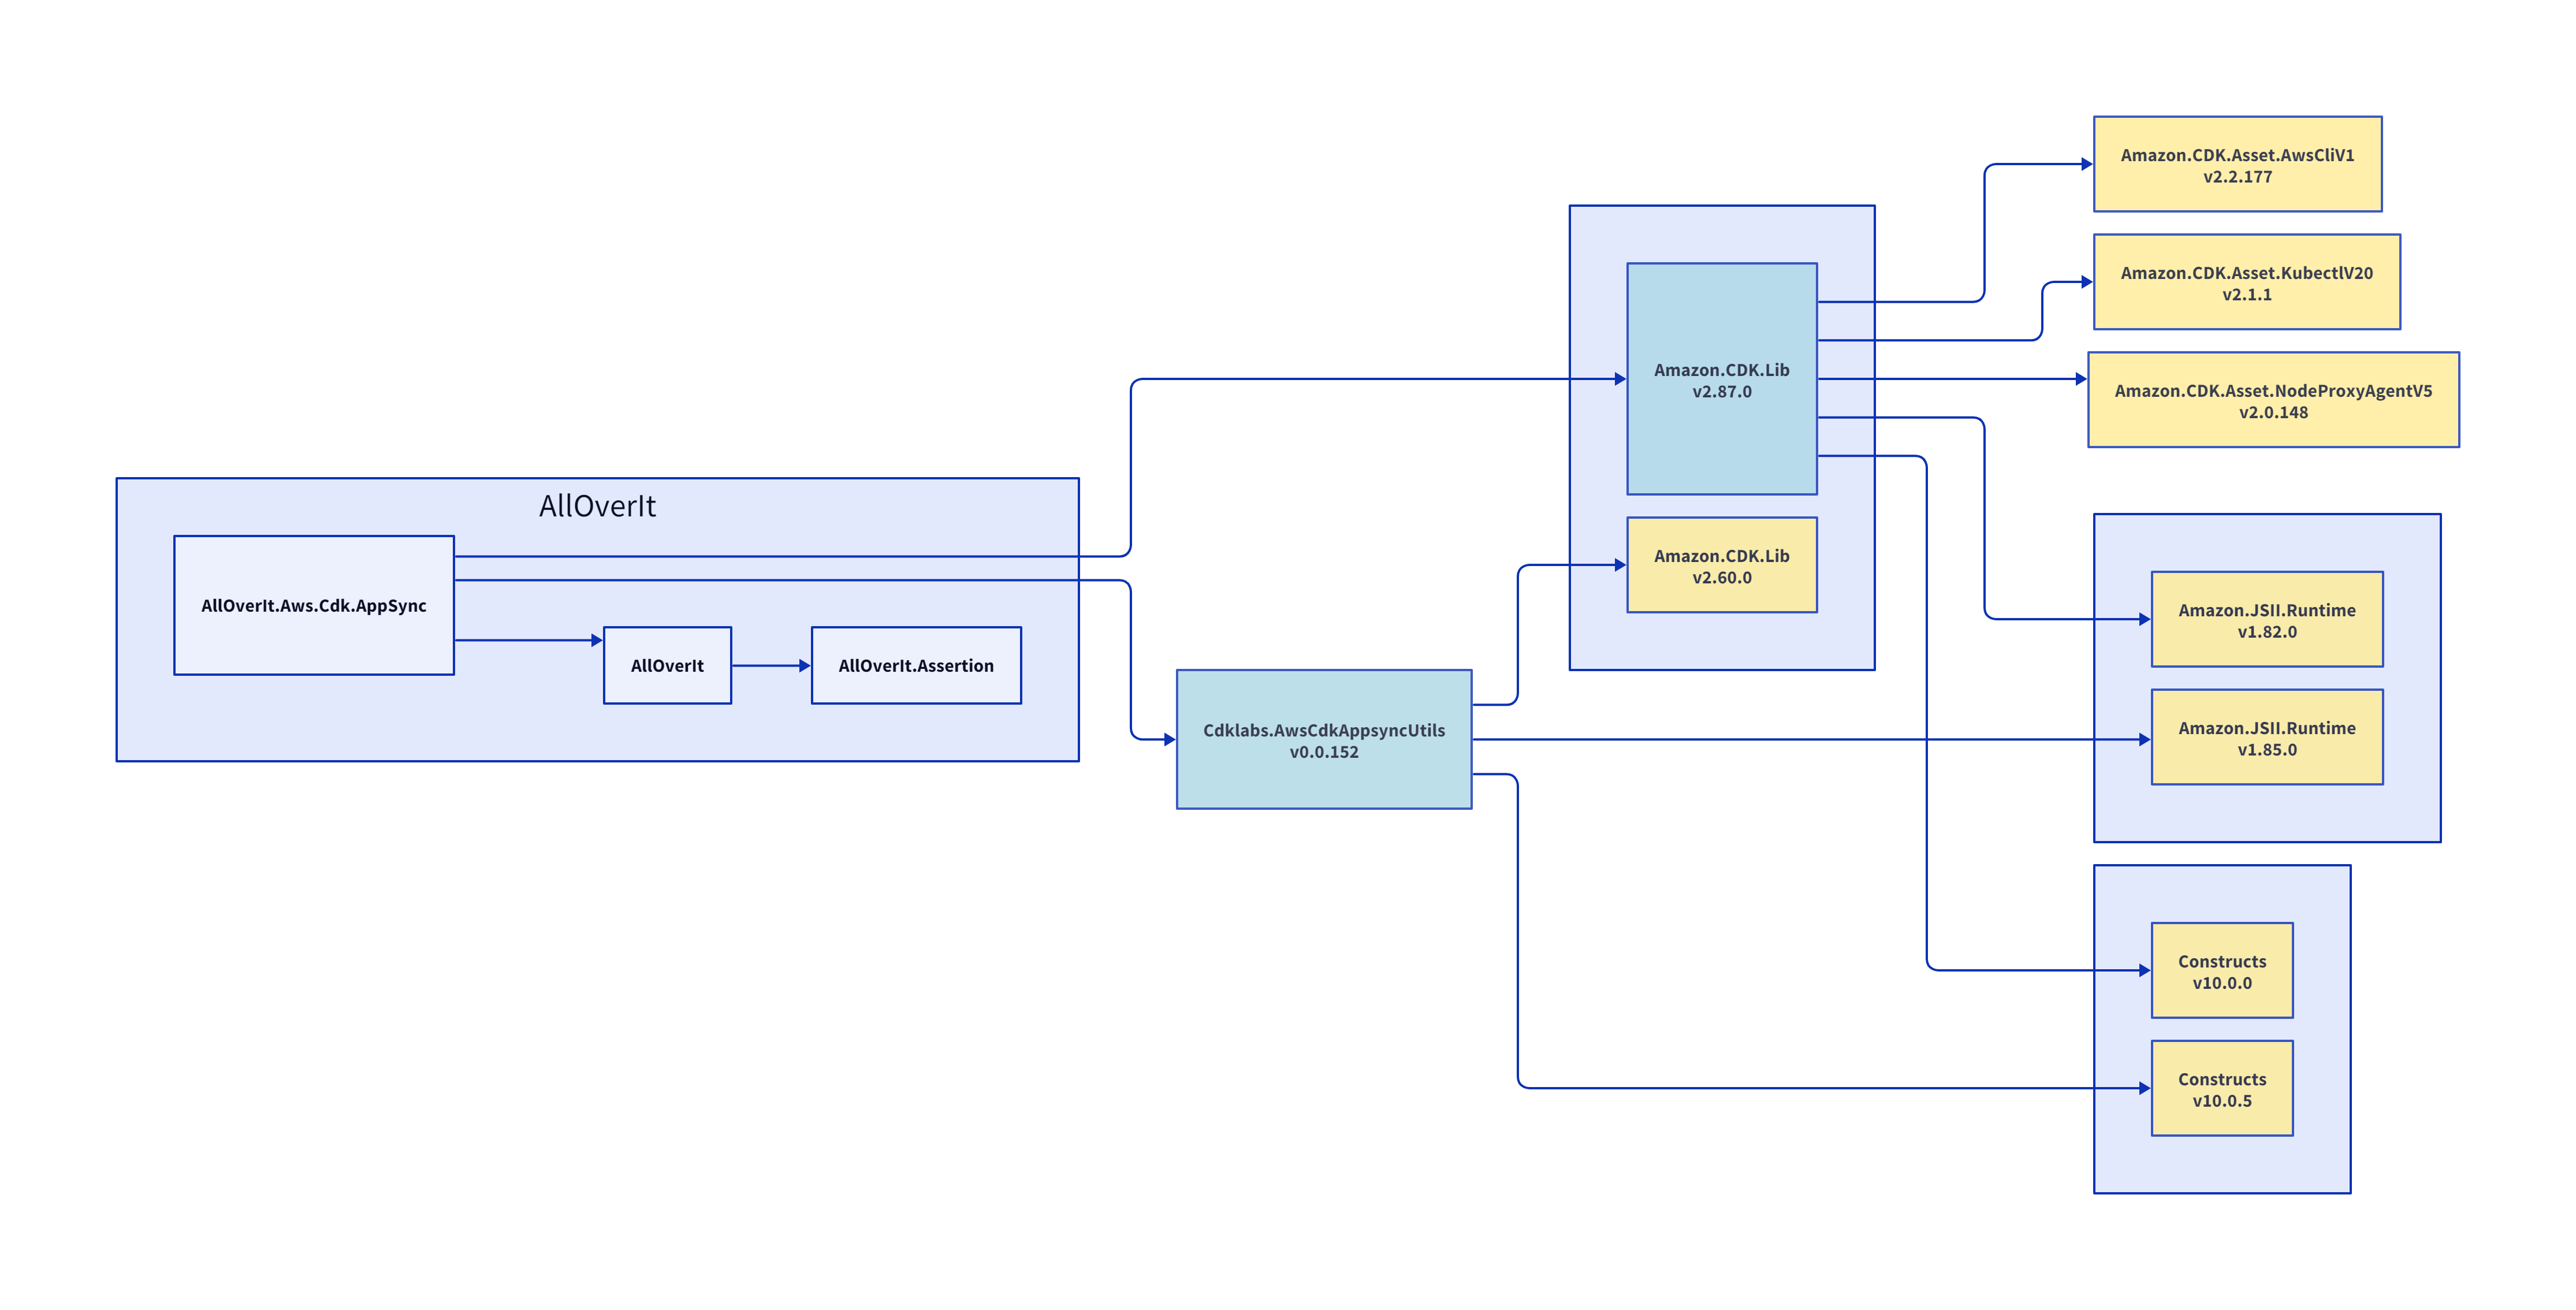 AllOverIt
AllOverIt.Aws.Cdk.AppSync
AllOverIt
AllOverIt.Assertion
Cdklabs.AwsCdkAppsyncUtils
v0.0.152
Amazon.CDK.Lib
v2.87.0
Amazon.CDK.Lib
v2.60.0
Amazon.CDK.Asset.AwsCliV1
v2.2.177
Amazon.CDK.Asset.KubectlV20
v2.1.1
Amazon.CDK.Asset.NodeProxyAgentV5
v2.0.148
Amazon.JSII.Runtime
v1.82.0
Amazon.JSII.Runtime
v1.85.0
Constructs
v10.0.0
Constructs
v10.0.5